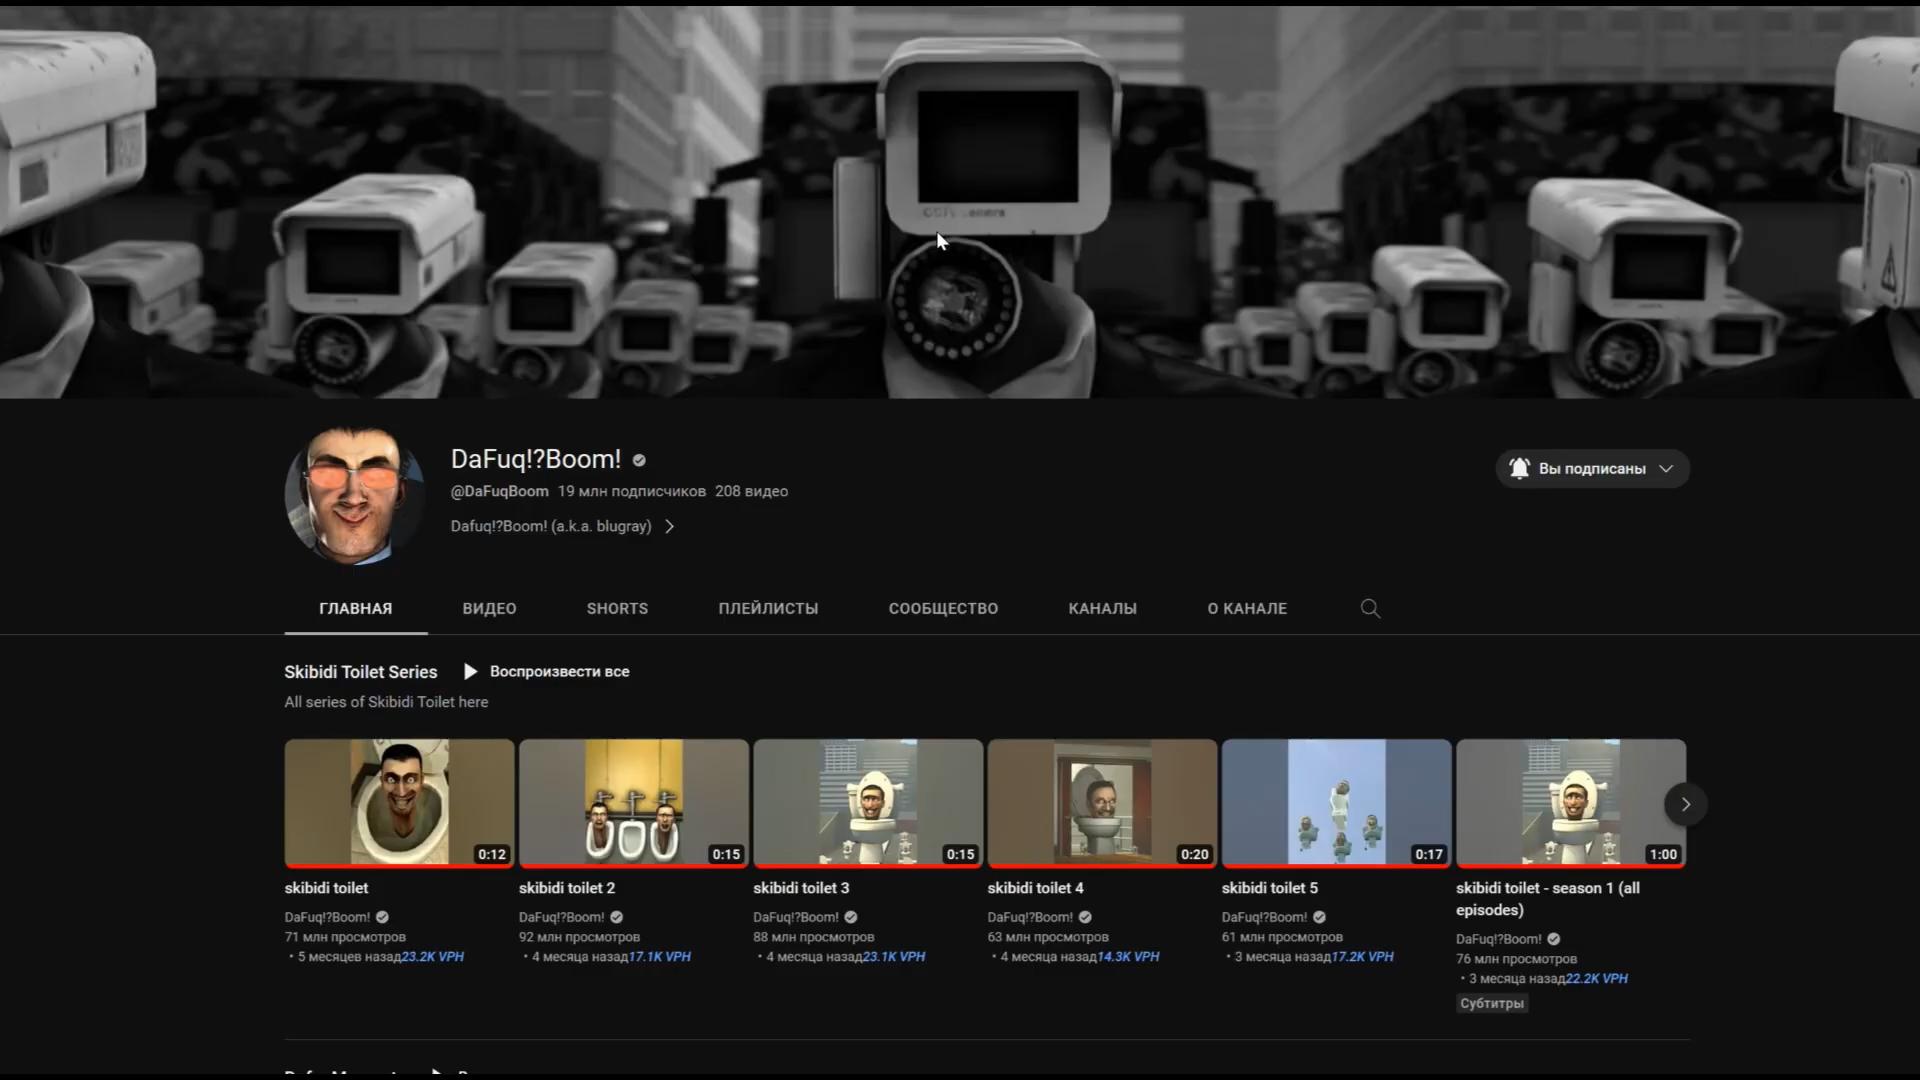 DaFuq!?Boom!
@DaFuqBoom 19 млн подписчиков 208 видео
Dafuq!?Boom! (a.k.a. blugray)
Вы подписаны
ГЛАВНАЯ ВИДЕО SHORTS ПЛЕЙЛИСТЫ СООБЩЕСТВО КАНАЛЫ О КАНАЛЕ
Skibidi Toilet Series Воспроизвести все
All series of Skibidi Toilet here
0:12
skibidi toilet
DaFuq!?Boom!
71 млн просмотров
• 5 месяцев назад23.2K VPH
0:15
skibidi toilet 2
DaFuq!?Boom!
92 млн просмотров
• 4 месяца назад17.1K VPH
0:15
skibidi toilet 3
DaFuq!?Boom!
88 млн просмотров
• 4 месяца назад23.1K VPH
0:20
skibidi toilet 4
DaFuq!?Boom!
63 млн просмотров
• 4 месяца назад14.3K VPH
0:17
skibidi toilet 5
DaFuq!?Boom!
61 млн просмотров
• 3 месяца назад17.2K VPH
1:00
skibidi toilet - season 1 (all
episodes)
DaFuq!?Boom!
76 млн просмотров
• 3 месяца назад22.2K VPH
Субтитры